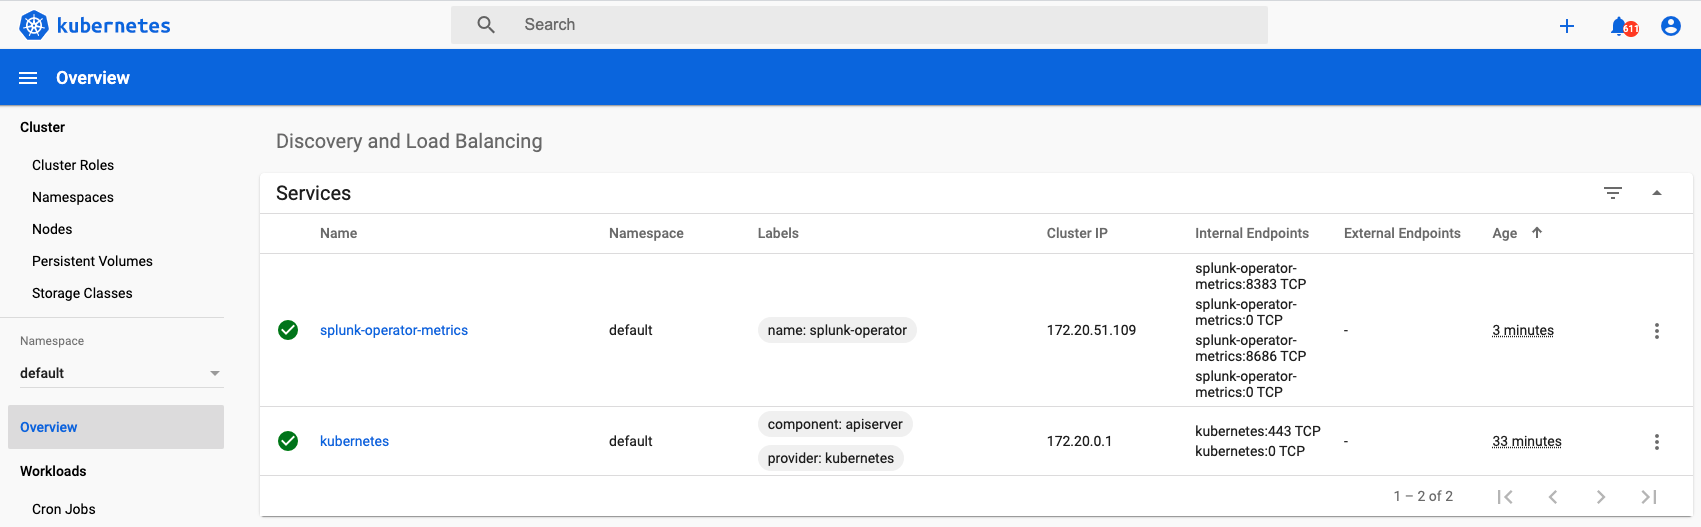 kubernetes
Search
611
Overview
Cluster
Cluster Roles
Namespaces
Nodes
Persistent Volumes
Storage Classes
Namespace
default
Overview
Workloads
Cron Jobs
Discovery and Load Balancing
Services
Name Namespace Labels Cluster IP Internal Endpoints External Endpoints Age
splunk-operator-metrics default name: splunk-operator 172.20.51.109
splunk-operator-
metrics:8383 TCP
splunk-operator-
metrics:0 TCP
splunk-operator-
metrics:8686 TCP
splunk-operator-
metrics:0 TCP
- 3 minutes
kubernetes default
component: apiserver
provider: kubernetes
172.20.0.1
kubernetes:443 TCP
kubernetes:0 TCP
- 33 minutes
1 – 2 of 2